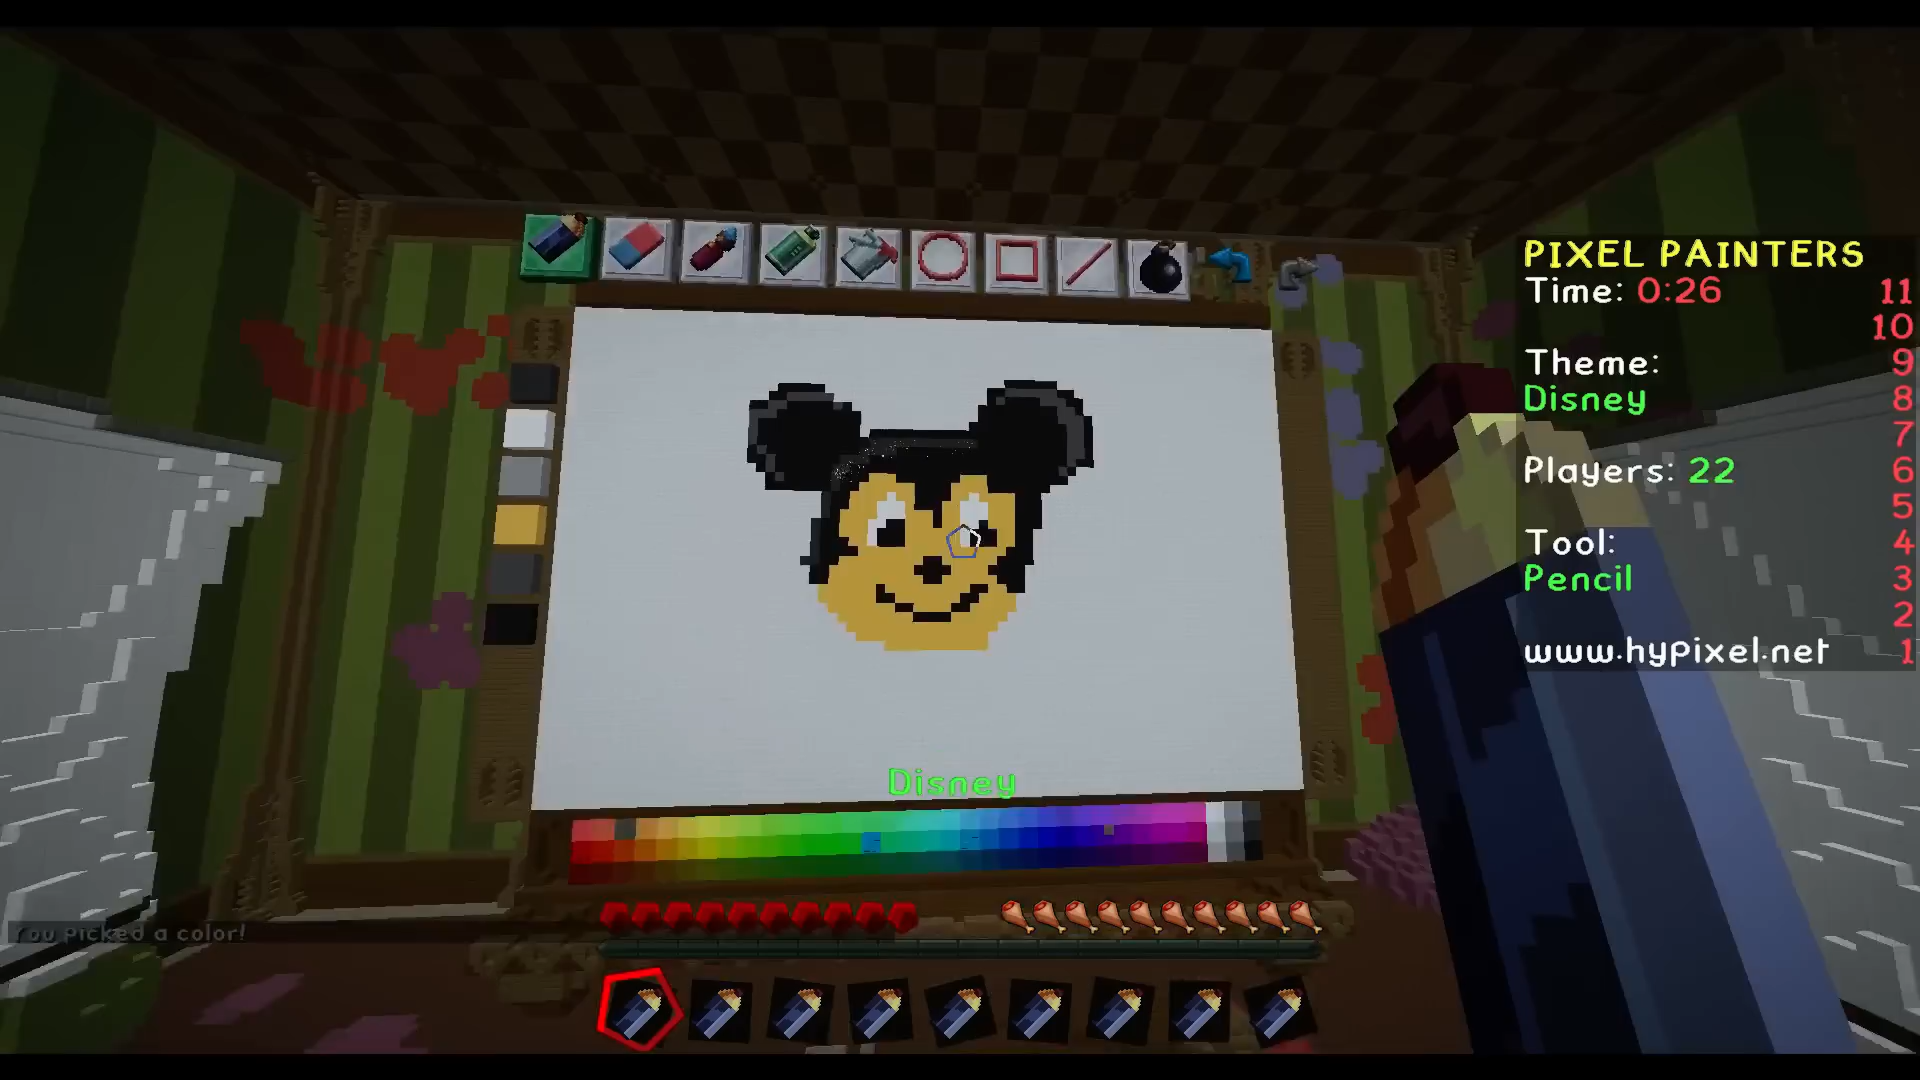 PIXEL PAINTERS
Time: 0:26 11
10
Theme: 9
Disney 8
7
Players: 22 6
5
Tool: 4
Pencil 3
2
www.hypixel.net 1
Disney
You picked a color!